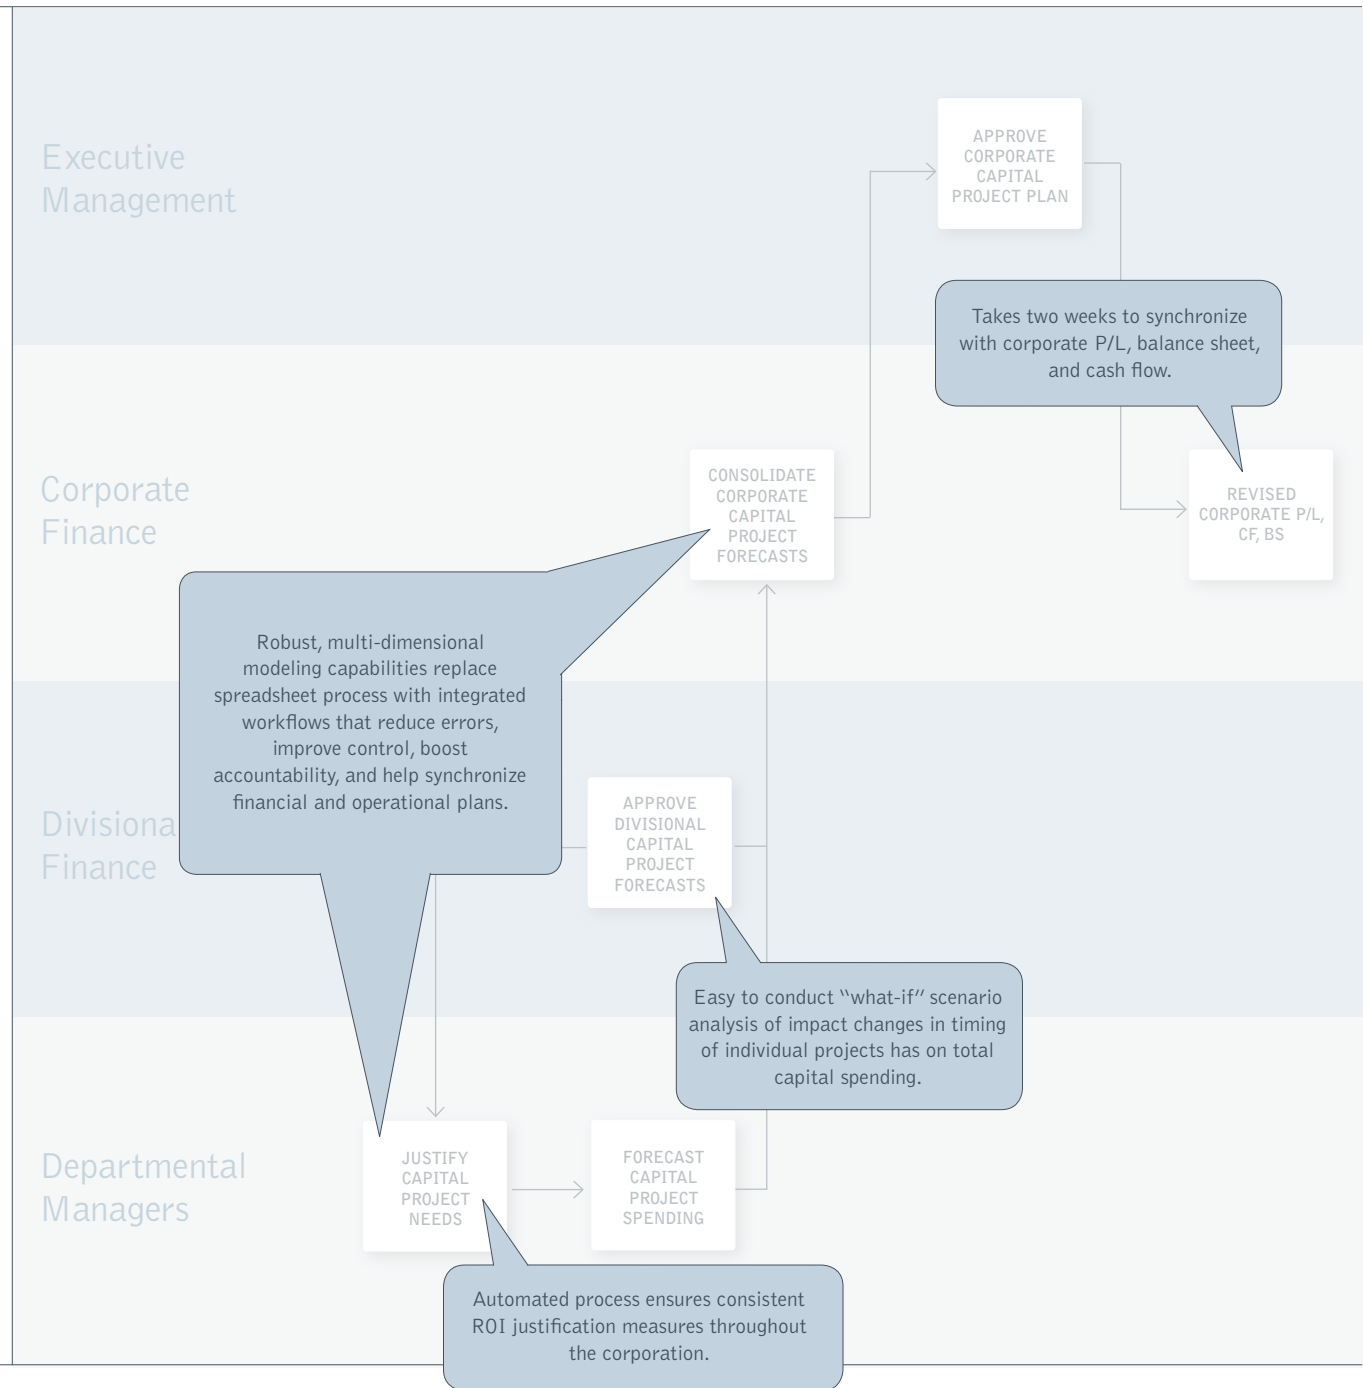 Executive
Management
APPROVE
CORPORATE
CAPITAL
PROJECT PLAN
Takes two weeks to synchronize
with corporate P/L, balance sheet,
and cash flow.
Corporate
Finance
CONSOLIDATE
CORPORATE
CAPITAL
PROJECT
FORECASTS
REVISED
CORPORATE P/L,
CF, BS
Robust, multi-dimensional
modeling capabilities replace
spreadsheet process with integrated
workflows that reduce errors,
improve control, boost
accountability, and help synchronize
financial and operational plans.
Divisiona
Finance
APPROVE
DIVISIONAL
CAPITAL
PROJECT
FORECASTS
Easy to conduct “what-if” scenario
analysis of impact changes in timing
of individual projects has on total
capital spending.
Departmental
Managers
JUSTIFY
CAPITAL
PROJECT
NEEDS
FORECAST
CAPITAL
PROJECT
SPENDING
Automated process ensures consistent
ROI justification measures throughout
the corporation.